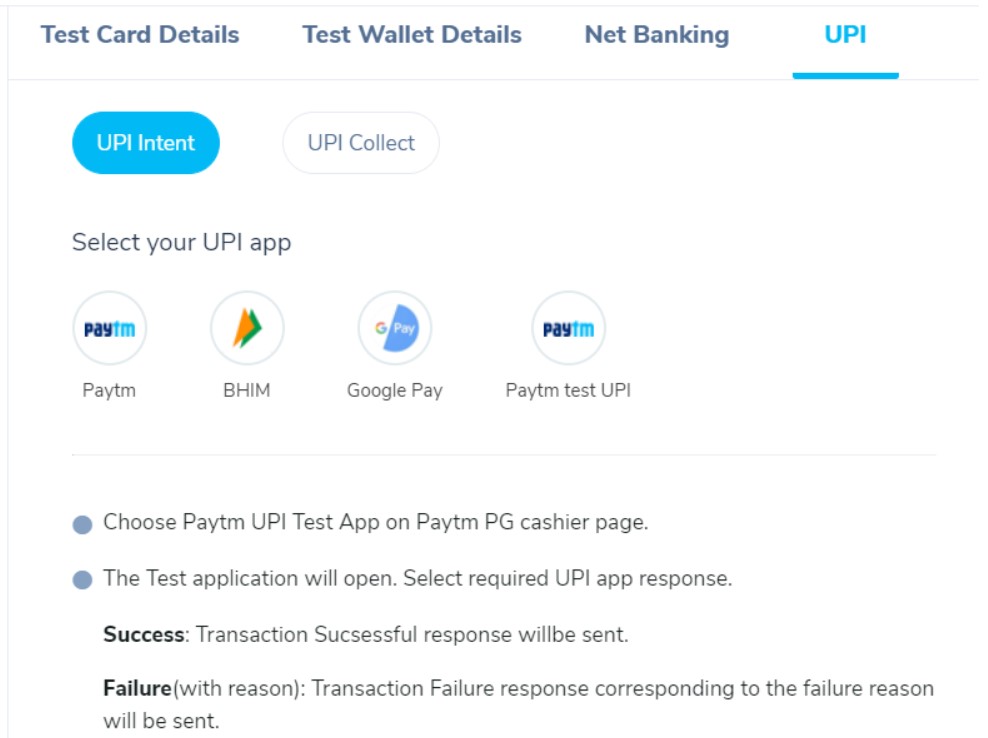 Test Card Details Test Wallet Details Net Banking UPI
UPI Intent UPI Collect
Select your UPI app
paytm G Pay paytm
Paytm BHIM Google Pay Paytm test UPI
Choose Paytm UPI Test App on Paytm PG cashier page.
The Test application will open. Select required UPI app response.
Success: Transaction Sucsessful response willbe sent.
Failure(with reason): Transaction Failure response corresponding to the failure reason
will be sent.